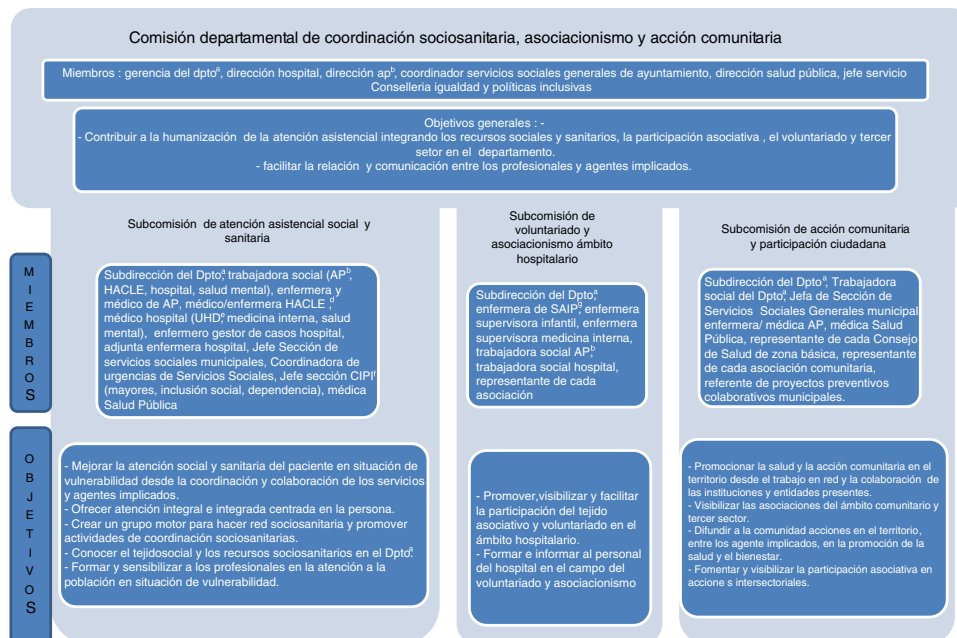 Comisión departamental de coordinación sociosanitaria, asociacionismo y acción comunitaria
Miembros : gerencia del dptoª, dirección hospital, dirección apᵇ, coordinador servicios sociales generales de ayuntamiento, dirección salud pública, jefe servicio
Conselleria igualdad y políticas inclusivas
Objetivos generales : -
- Contribuir a la humanización de la atención asistencial integrando los recursos sociales y sanitarios, la participación asociativa , el voluntariado y tercer
setor en el departamento.
- facilitar la relación y comunicación entre los profesionales y agentes implicados.
Subcomisión de atención asistencial social y
sanitaria
Subcomisión de
voluntariado y
asociacionismo ámbito
hospitalario
Subcomisión de acción comunitaria
y participación ciudadana
MIEMBROS
Subdirección del Dptoª, trabajadora social (APᵇ,
HACLE, hospital, salud mental), enfermera y
médico de AP, médico/enfermera HACLE ᵈ,
médico hospital (UHDᵉ, medicina interna, salud
mental), enfermero gestor de casos hospital,
adjunta enfermera hospital, Jefe Sección de
servicios sociales municipales, Coordinadora de
urgencias de Servicios Sociales, Jefe sección CIPIᶠ
(mayores, inclusión social, dependencia), médica
Salud Pública
Subdirección del Dptoª,
enfermera de SAIPᵍ, enfermera
supervisora infantil, enfermera
supervisora medicina interna,
trabajadora social APᵇ,
trabajadora social hospital,
representante de cada
asociación
Subdirección del Dptoª, Trabajadora
social del Dptoª, Jefa de Sección de
Servicios Sociales Generales municipal
enfermera/ médica AP, médica Salud
Pública, representante de cada Consejo
de Salud de zona básica, representante
de cada asociación comunitaria,
referente de proyectos preventivos
colaborativos municipales.
OBJETIVOS
- Mejorar la atención social y sanitaria del paciente en situación de
vulnerabilidad desde la coordinación y colaboración de los servicios
y agentes implicados.
- Ofrecer atención integral e integrada centrada en la persona.
- Crear un grupo motor para hacer red sociosanitaria y promover
actividades de coordinación sociosanitarias.
- Conocer el tejidosocial y los recursos sociosanitarios en el Dptoª.
- Formar y sensibilizar a los profesionales en la atención a la
población en situación de vulnerabilidad.
- Promover,visibilizar y facilitar
la participación del tejido
asociativo y voluntariado en el
ámbito hospitalario.
- Formar e informar al personal
del hospital en el campo del
voluntariado y asociacionismo
- Promocionar la salud y la acción comunitaria en el
territorio desde el trabajo en red y la colaboración de
las instituciones y entidades presentes.
- Visibilizar las asociaciones del ámbito comunitario y
tercer sector.
- Difundir a la comunidad acciones en el territorio,
entre los agente implicados, en la promoción de la
salud y el bienestar.
- Fomentar y visibilizar la participación asociativa en
accione s intersectoriales.